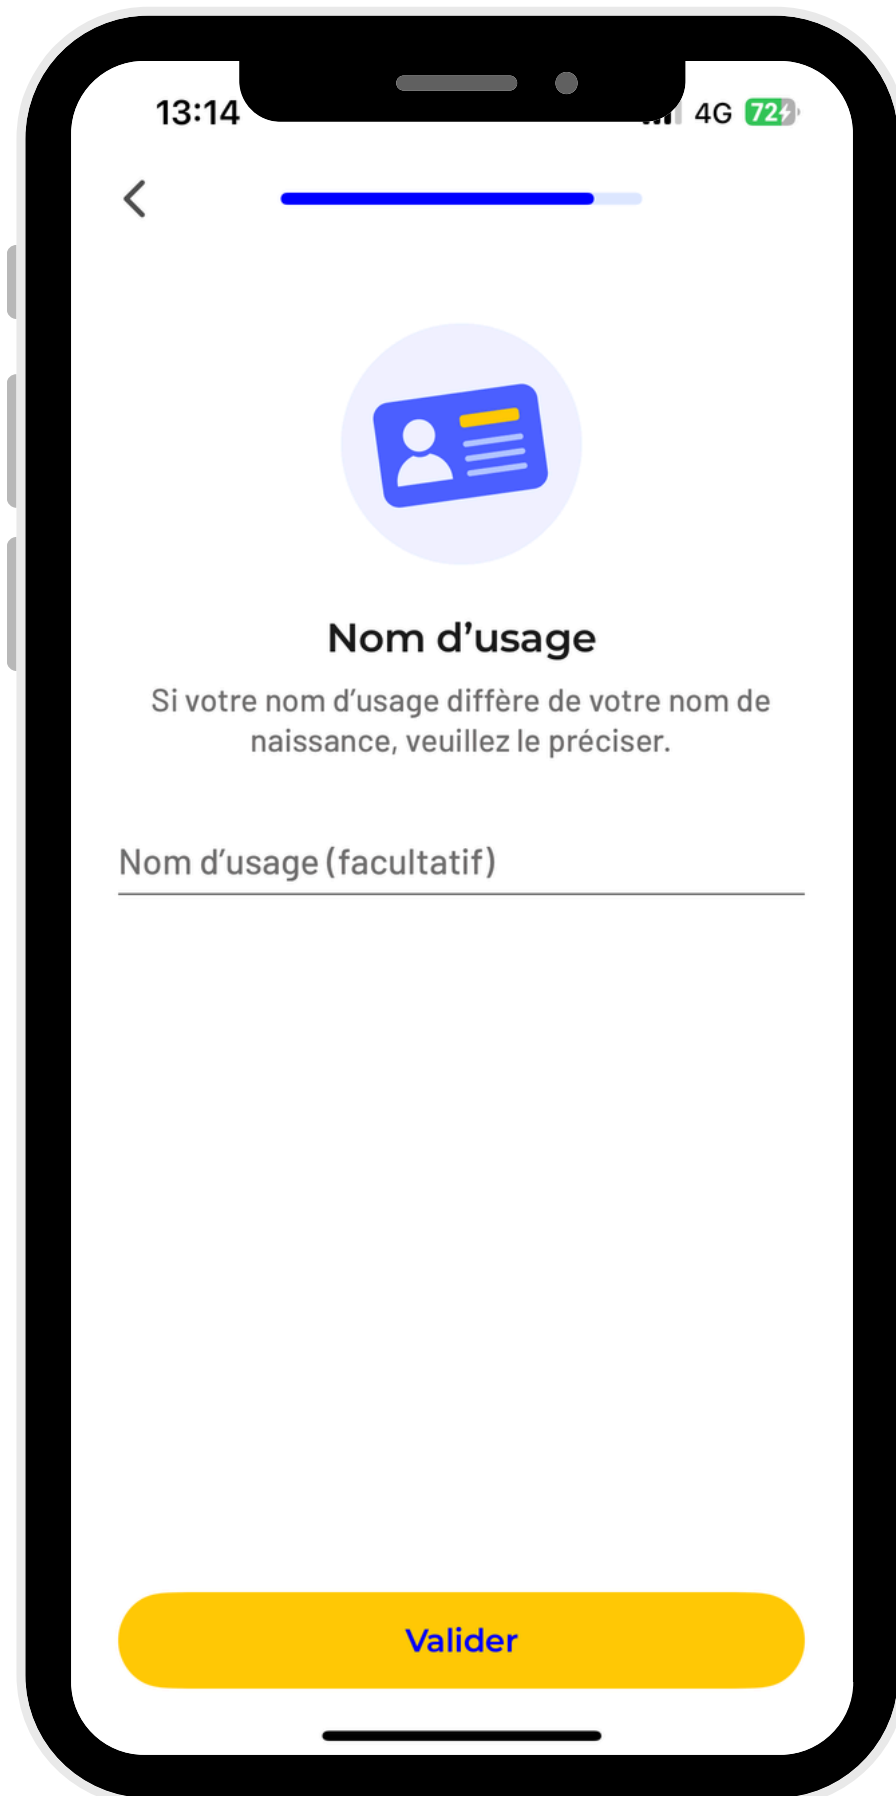 13:14 4G 72
Nom d’usage
Si votre nom d’usage diffère de votre nom de
naissance, veuillez le préciser.
Nom d’usage (facultatif)
Valider